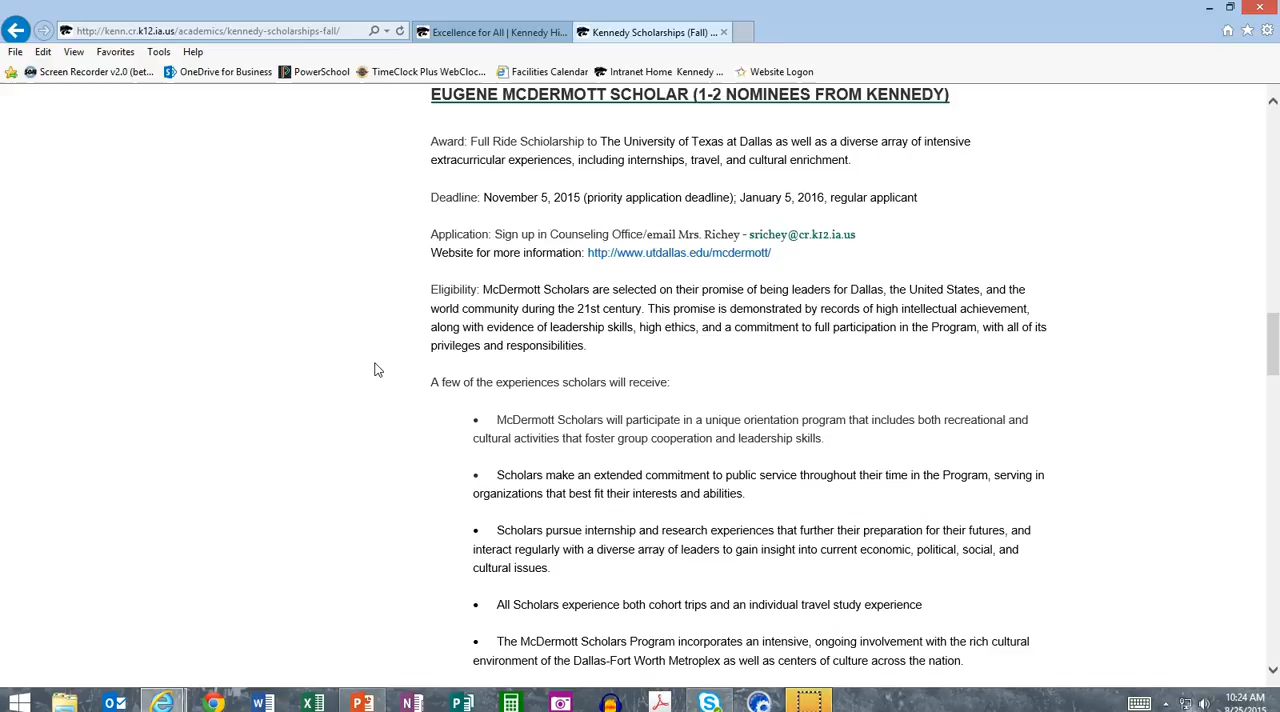 http://kenn.cr.k12.ia.us/academics/kennedy-scholarships-fall/
Excellence for All | Kennedy Hi...
Kennedy Scholarships (Fall) ...
File Edit View Favorites Tools Help
Screen Recorder v2.0 (bet...
OneDrive for Business
PowerSchool
TimeClock Plus WebCloc...
Facilities Calendar
Intranet Home Kennedy ...
Website Logon
EUGENE MCDERMOTT SCHOLAR (1-2 NOMINEES FROM KENNEDY)
Award: Full Ride Schiolarship to The University of Texas at Dallas as well as a diverse array of intensive
extracurricular experiences, including internships, travel, and cultural enrichment.
Deadline: November 5, 2015 (priority application deadline); January 5, 2016, regular applicant
Application: Sign up in Counseling Office/email Mrs. Richey - srichey@cr.k12.ia.us
Website for more information: http://www.utdallas.edu/mcdermott/
Eligibility: McDermott Scholars are selected on their promise of being leaders for Dallas, the United States, and the
world community during the 21st century. This promise is demonstrated by records of high intellectual achievement,
along with evidence of leadership skills, high ethics, and a commitment to full participation in the Program, with all of its
privileges and responsibilities.
A few of the experiences scholars will receive:
• McDermott Scholars will participate in a unique orientation program that includes both recreational and
cultural activities that foster group cooperation and leadership skills.
• Scholars make an extended commitment to public service throughout their time in the Program, serving in
organizations that best fit their interests and abilities.
• Scholars pursue internship and research experiences that further their preparation for their futures, and
interact regularly with a diverse array of leaders to gain insight into current economic, political, social, and
cultural issues.
• All Scholars experience both cohort trips and an individual travel study experience
• The McDermott Scholars Program incorporates an intensive, ongoing involvement with the rich cultural
environment of the Dallas-Fort Worth Metroplex as well as centers of culture across the nation.
10:24 AM
8/25/2015